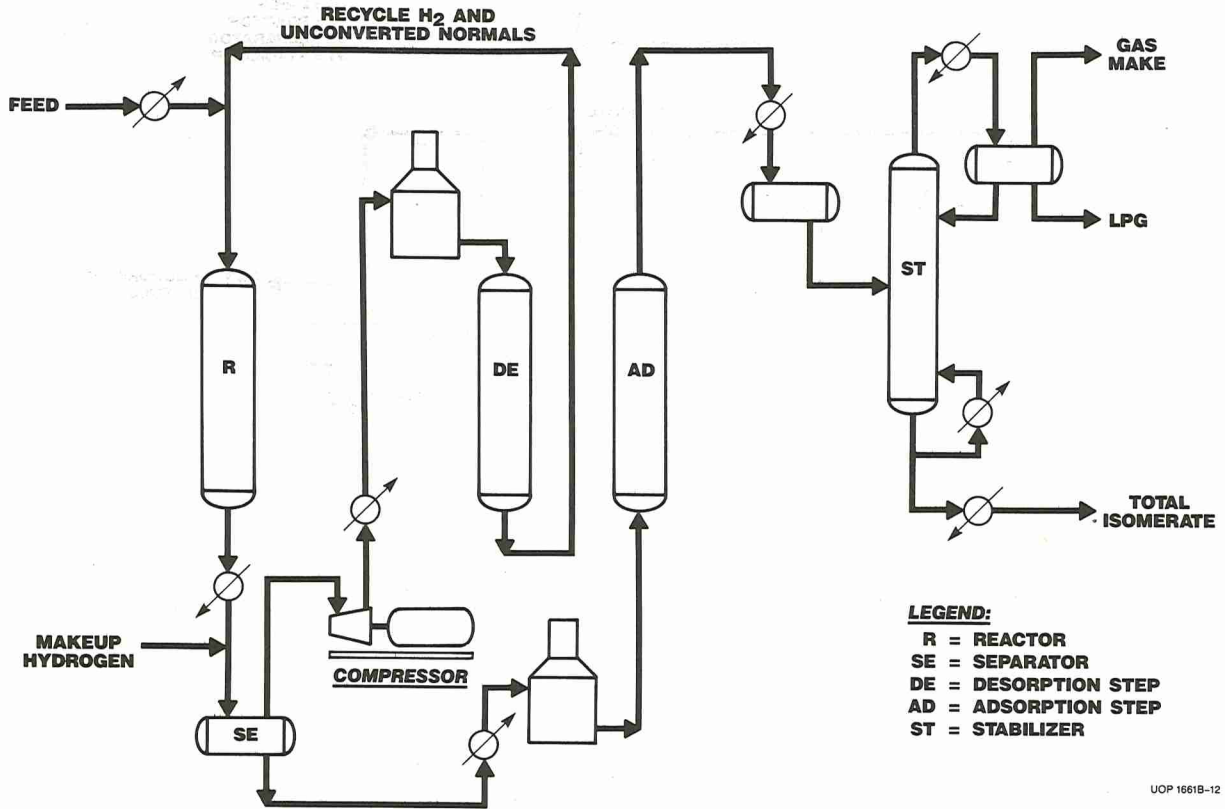 RECYCLE H2 AND
UNCONVERTED NORMALS
FEED
GAS
MAKE
LPG
ST
R
DE
AD
TOTAL
ISOMERATE
MAKEUP
HYDROGEN
COMPRESSOR
SE
LEGEND:
R = REACTOR
SE = SEPARATOR
DE = DESORPTION STEP
AD = ADSORPTION STEP
ST = STABILIZER
UOP 1661B-12